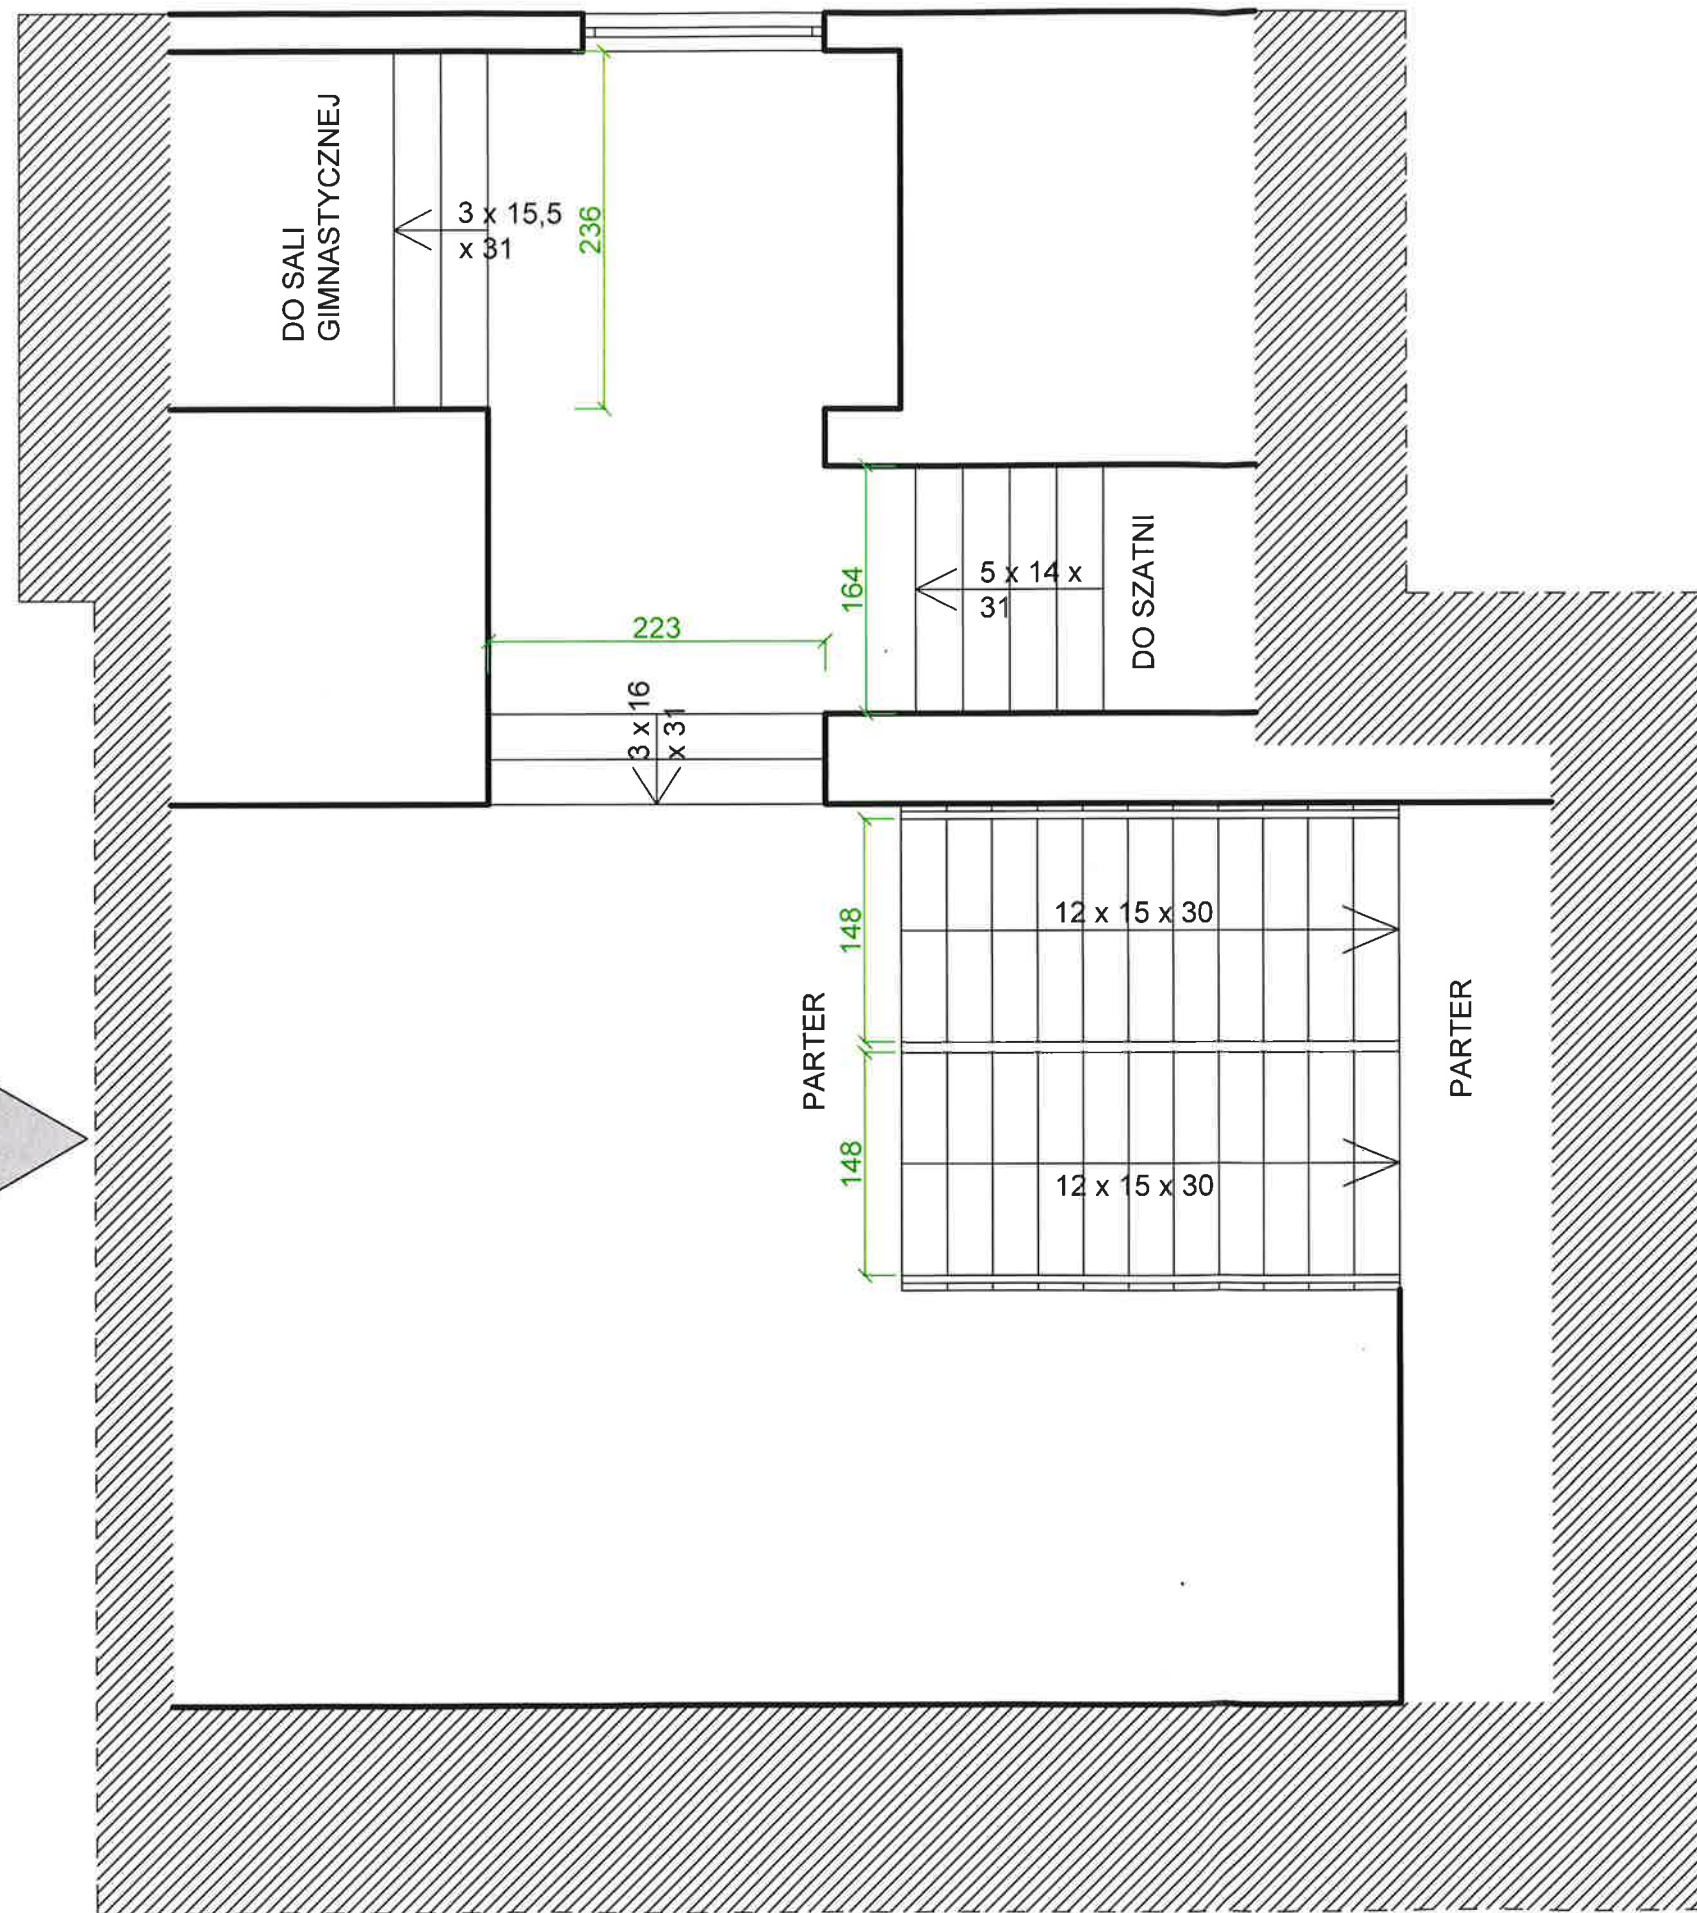 DO SALI
GIMNASTYCZNEJ
3 x 15,5
x 31
236
5 x 14 x
31
DO SZATNI
164
223
3 x 16
x 31
148
12 x 15 x 30
PARTER
PARTER
148
12 x 15 x 30